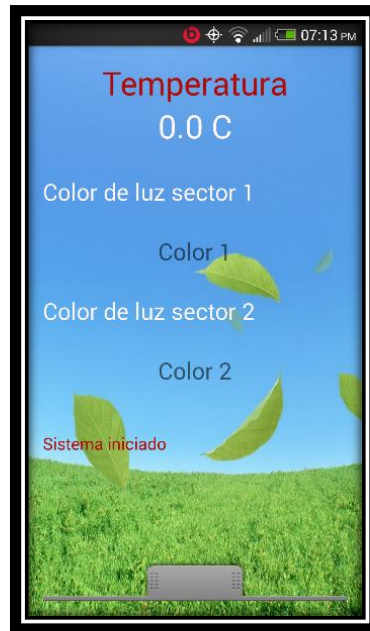 07:13 PM
Temperatura
0.0 C
Color de luz sector 1
Color 1
Color de luz sector 2
Color 2
Sistema iniciado